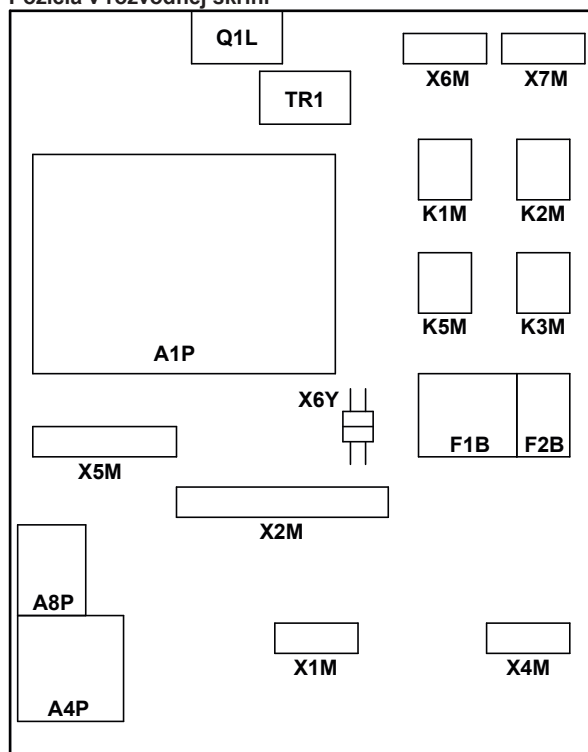 Pozícia v rozvodnej skrini
Q1L
X6M
X7M
TR1
K1M
K2M
K5M
K3M
A1P
X6Y
F1B
F2B
X5M
X2M
A8P
X1M
X4M
A4P